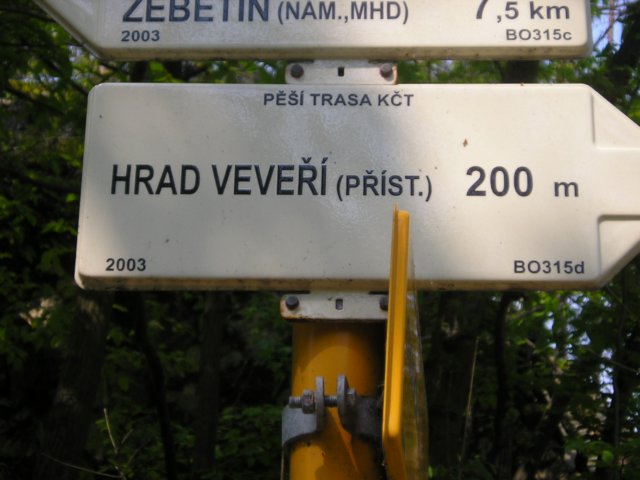 ŽEBĚTÍN (NÁM.,MHD) 7,5 km
2003 BO315c
PĚŠÍ TRASA KČT
HRAD VEVEŘÍ (PŘÍST.) 200 m
2003 BO315d